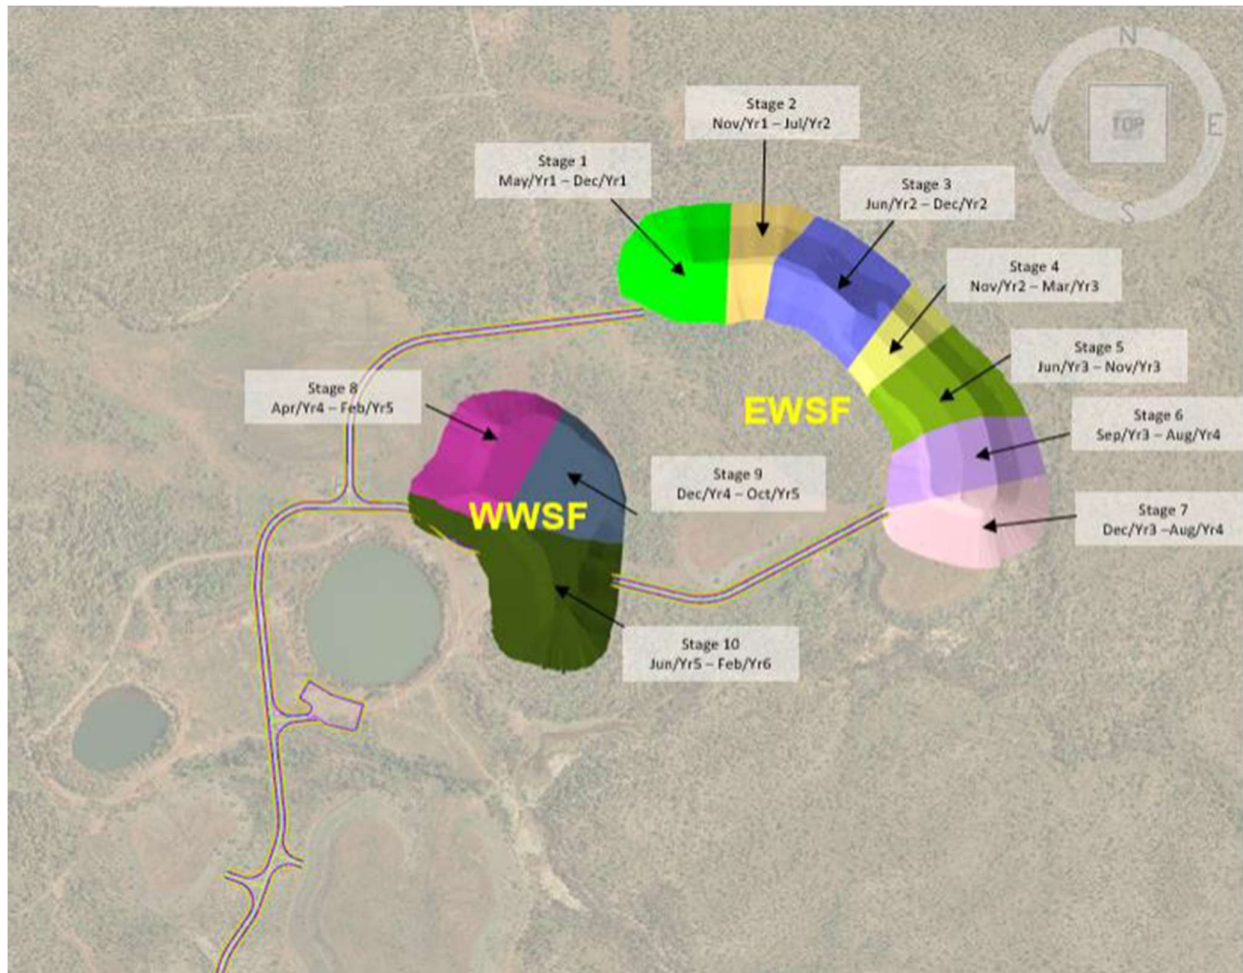 N
W
TOP
E
S
Stage 2
Nov/Yr1 – Jul/Yr2
Stage 1
May/Yr1 – Dec/Yr1
Stage 3
Jun/Yr2 – Dec/Yr2
Stage 4
Nov/Yr2 – Mar/Yr3
Stage 5
Jun/Yr3 – Nov/Yr3
Stage 8
Apr/Yr4 – Feb/Yr5
EWSF
Stage 6
Sep/Yr3 – Aug/Yr4
Stage 9
Dec/Yr4 – Oct/Yr5
WWSF
Stage 7
Dec/Yr3 –Aug/Yr4
Stage 10
Jun/Yr5 – Feb/Yr6